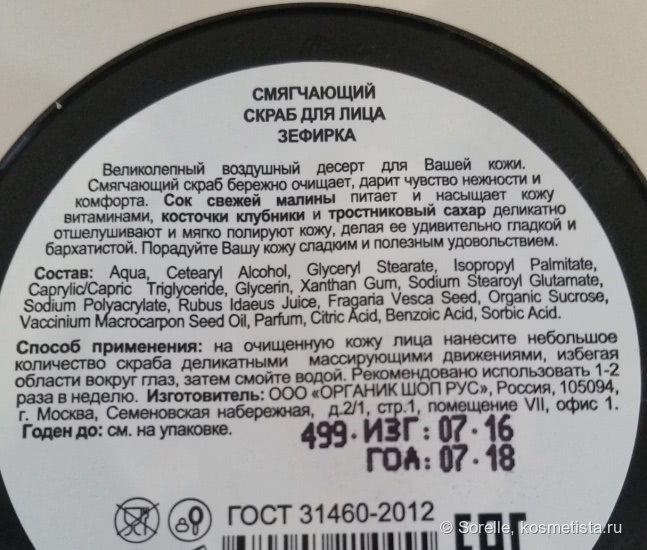 СМЯГЧАЮЩИЙ
СКРАБ ДЛЯ ЛИЦА
ЗЕФИРКА
Великолепный воздушный десерт для Вашей кожи.
Смягчающий скраб бережно очищает, дарит чувство нежности и
комфорта. Сок свежей малины питает и насыщает кожу
витаминами, косточки клубники и тростниковый сахар деликатно
отшелушивают и мягко полируют кожу, делая ее удивительно гладкой и
бархатистой. Порадуйте Вашу кожу сладким и полезным удовольствием.
Состав: Aqua, Cetearyl Alcohol, Glyceryl Stearate, Isopropyl Palmitate,
Caprylic/Capric Triglyceride, Glycerin, Xanthan Gum, Sodium Stearoyl Glutamate,
Sodium Polyacrylate, Rubus Idaeus Juice, Fragaria Vesca Seed, Organic Sucrose,
Vaccinium Macrocarpon Seed Oil, Parfum, Citric Acid, Benzoic Acid, Sorbic Acid.
Способ применения: на очищенную кожу лица нанесите небольшое
количество скраба деликатными массирующими движениями, избегая
области вокруг глаз, затем смойте водой. Рекомендовано использовать 1-2
раза в неделю. Изготовитель: ООО «ОРГАНИК ШОП РУС», Россия, 105094,
г. Москва, Семеновская набережная, д.2/1, стр.1, помещение VII, офис 1.
Годен до: см. на упаковке.
499·ИЗГ:07·16
ГОД:07·18
ГОСТ 31460-2012
EAC
© Sorelle, kosmetista.ru